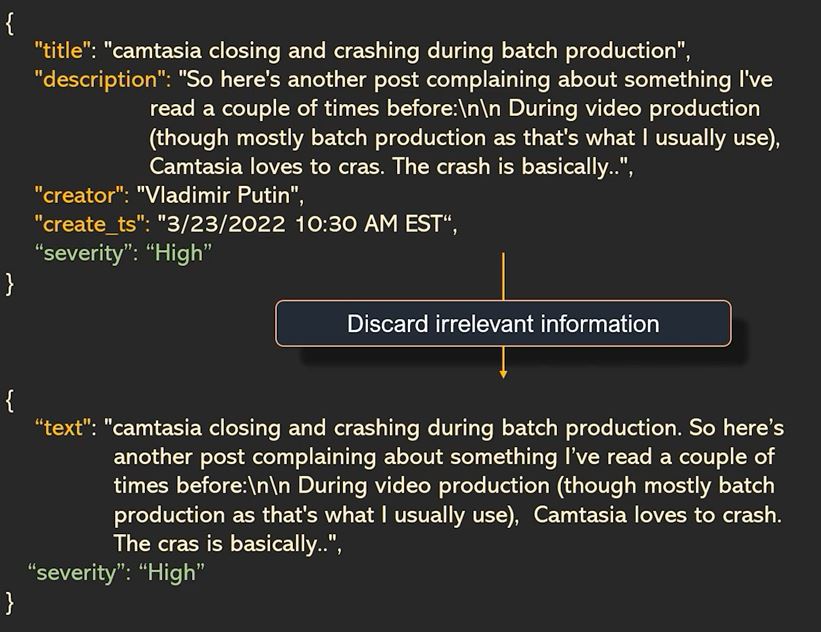 {
"title": "camtasia closing and crashing during batch production",
"description": "So here's another post complaining about something I've
read a couple of times before:\n\n During video production
(though mostly batch production as that's what I usually use),
Camtasia loves to cras. The crash is basically..",
"creator": "Vladimir Putin",
"create_ts": "3/23/2022 10:30 AM EST“,
“severity”: “High”
}
Discard irrelevant information
{
“text": "camtasia closing and crashing during batch production. So here’s
another post complaining about something I’ve read a couple of
times before:\n\n During video production (though mostly batch
production as that's what I usually use),  Camtasia loves to crash.
The cras is basically..",
“severity”: “High”
}